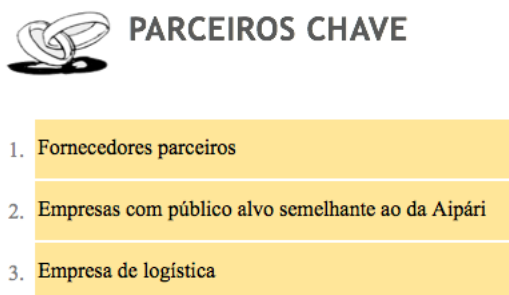 PARCEIROS CHAVE
1. Fornecedores parceiros
2. Empresas com público alvo semelhante ao da Aipári
3. Empresa de logística